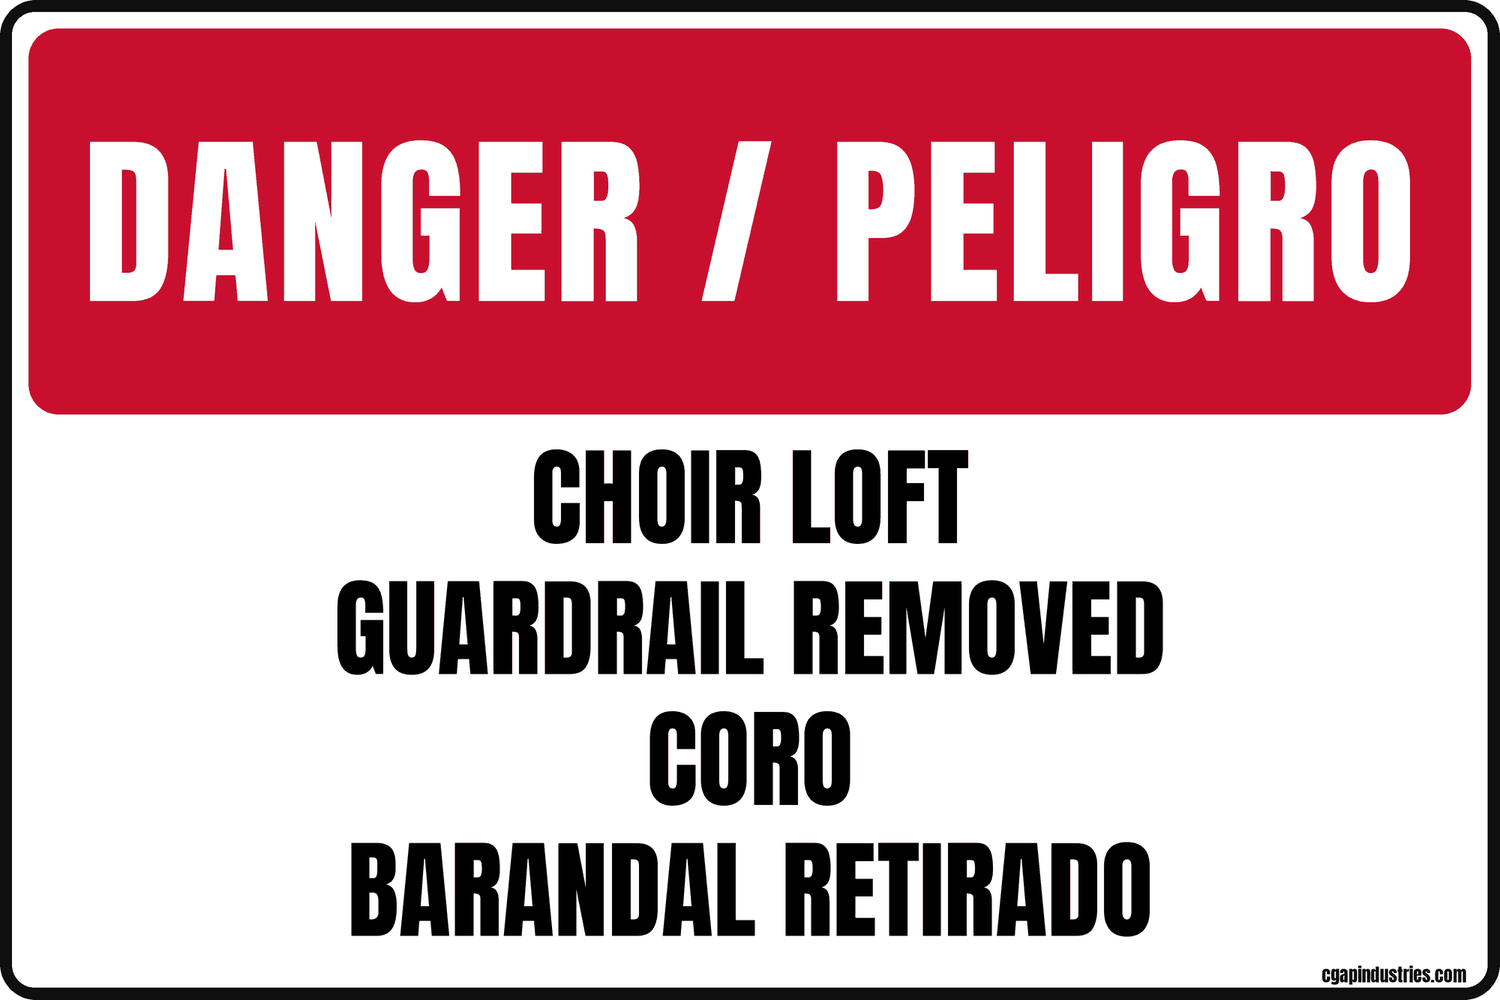 DANGER / PELIGRO
CHOIR LOFT
GUARDRAIL REMOVED
CORO
BARANDAL RETIRADO
cgapindustries.com